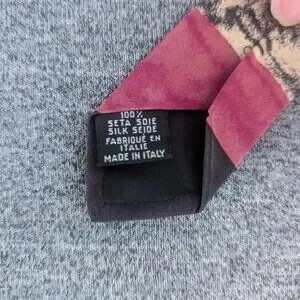 100%
SETA SOIE
SILK SEIDE
FABRIQUÉ EN
ITALIE
MADE IN ITALY